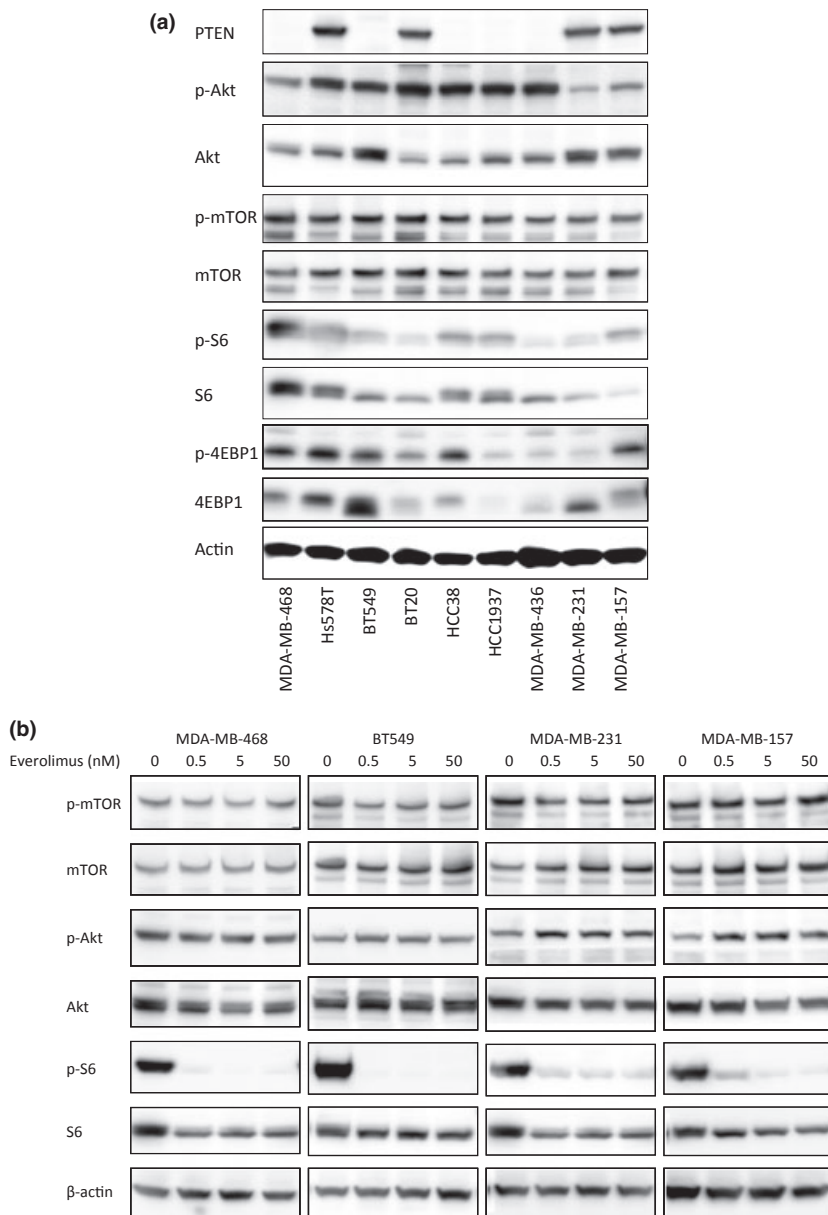 (a)
PTEN
p-Akt
Akt
p-mTOR
mTOR
p-S6
S6
p-4EBP1
4EBP1
Actin
MDA-MB-468
Hs578T
BT549
BT20
HCC38
HCC1937
MDA-MB-436
MDA-MB-231
MDA-MB-157
(b)
MDA-MB-468 BT549 MDA-MB-231 MDA-MB-157
Everolimus (nM) 0 0.5 5 50 0 0.5 5 50 0 0.5 5 50 0 0.5 5 50
p-mTOR
mTOR
p-Akt
Akt
p-S6
S6
β-actin